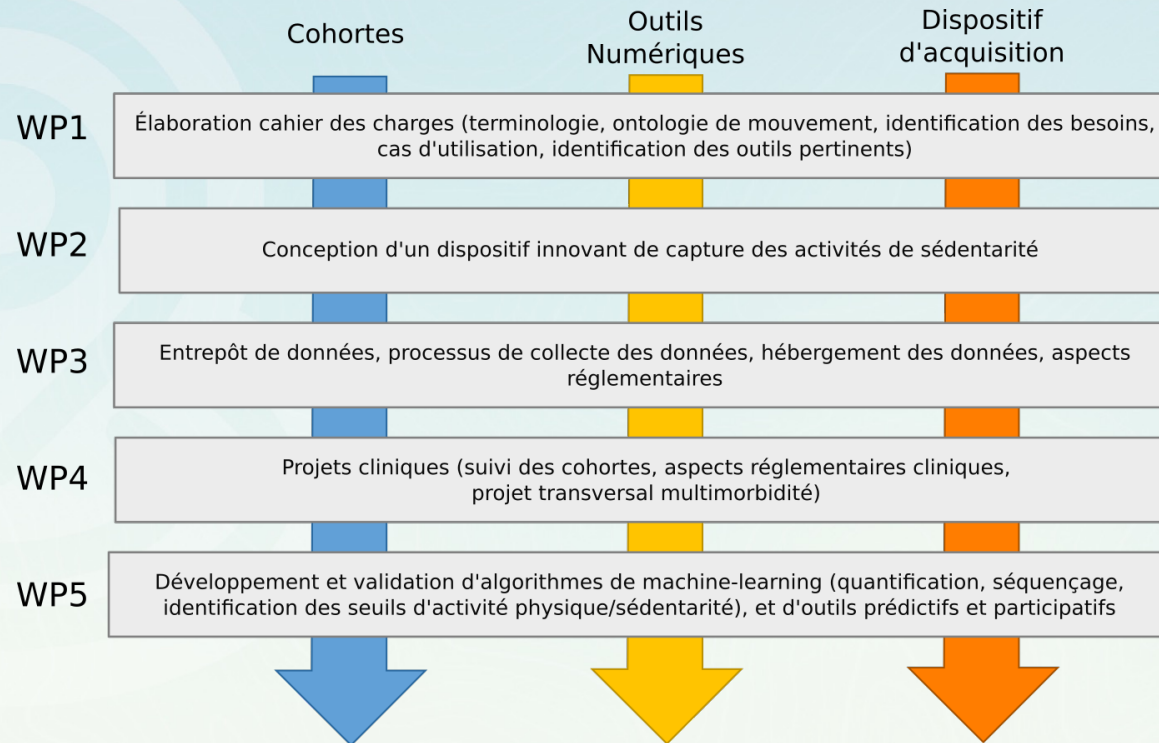 Cohortes
Outils
Numériques
Dispositif
d'acquisition
WP1
Élaboration cahier des charges (terminologie, ontologie de mouvement, identification des besoins,
cas d'utilisation, identification des outils pertinents)
WP2
Conception d'un dispositif innovant de capture des activités de sédentarité
WP3
Entrepôt de données, processus de collecte des données, hébergement des données, aspects
réglementaires
WP4
Projets cliniques (suivi des cohortes, aspects réglementaires cliniques,
projet transversal multimorbidité)
WP5
Développement et validation d'algorithmes de machine-learning (quantification, séquençage,
identification des seuils d'activité physique/sédentarité), et d'outils prédictifs et participatifs